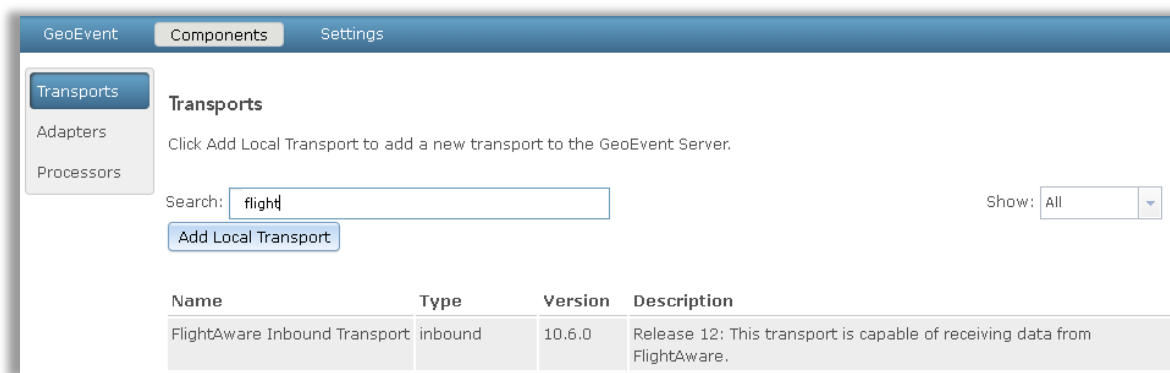 GeoEvent Components Settings
Transports
Adapters
Processors
Transports
Click Add Local Transport to add a new transport to the GeoEvent Server.
Search: flight Show: All
Add Local Transport
Name Type Version Description
FlightAware Inbound Transport inbound 10.6.0 Release 12: This transport is capable of receiving data from
FlightAware.